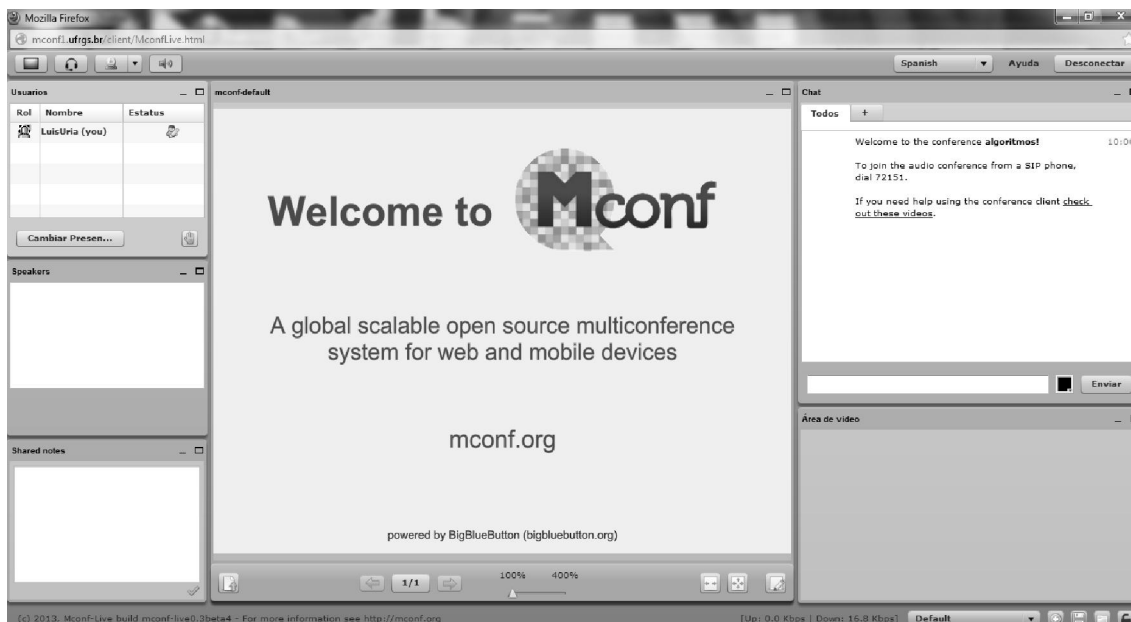 Mozilla Firefox
mconf1.ufrgs.br/client/MconfLive.html
Spanish
Ayuda
Desconectar
Usuarios
Rol Nombre Estatus
LuisUria (you)
Cambiar Presen...
Speakers
Shared notes
mconf-default
Welcome to Mconf
A global scalable open source multiconference
system for web and mobile devices
mconf.org
powered by BigBlueButton (bigbluebutton.org)
1/1
100% 400%
Chat
Todos +
Welcome to the conference algoritmos!
To join the audio conference from a SIP phone,
dial 72151.
If you need help using the conference client check
out these videos.
Enviar
Área de video
(c) 2013. Mconf-Live build mconf-live0.3beta4 - For more information see http://mconf.org
[Up: 0.0 Kbps | Down: 16.8 Kbps]
Default